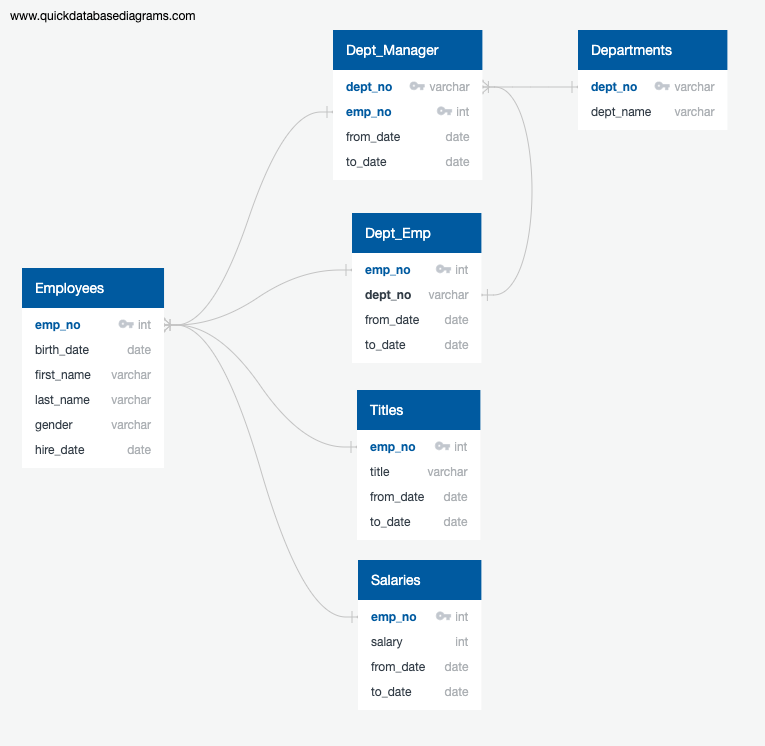 www.quickdatabasediagrams.com
Dept_Manager
dept_no varchar
emp_no int
from_date date
to_date date
Departments
dept_no varchar
dept_name varchar
Dept_Emp
emp_no int
dept_no varchar
from_date date
to_date date
Employees
emp_no int
birth_date date
first_name varchar
last_name varchar
gender varchar
hire_date date
Titles
emp_no int
title varchar
from_date date
to_date date
Salaries
emp_no int
salary int
from_date date
to_date date